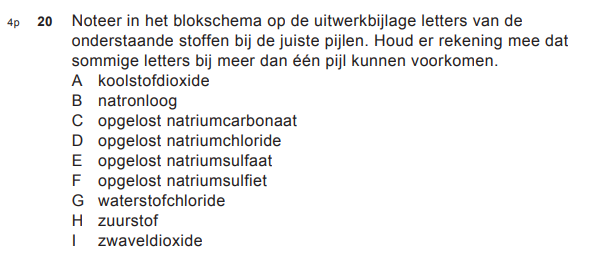 4p 20 Noteer in het blokschema op de uitwerkbijlage letters van de
onderstaande stoffen bij de juiste pijlen. Houd er rekening mee dat
sommige letters bij meer dan één pijl kunnen voorkomen.
A koolstofdioxide
B natronloog
C opgelost natriumcarbonaat
D opgelost natriumchloride
E opgelost natriumsulfaat
F opgelost natriumsulfiet
G waterstofchloride
H zuurstof
I zwaveldioxide